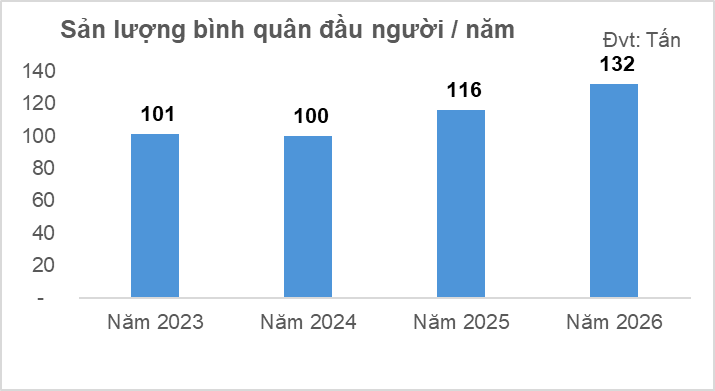 Sản lượng bình quân đầu người / năm
Đvt: Tấn
140
120
100
80
60
40
20
-
101
100
116
132
Năm 2023
Năm 2024
Năm 2025
Năm 2026